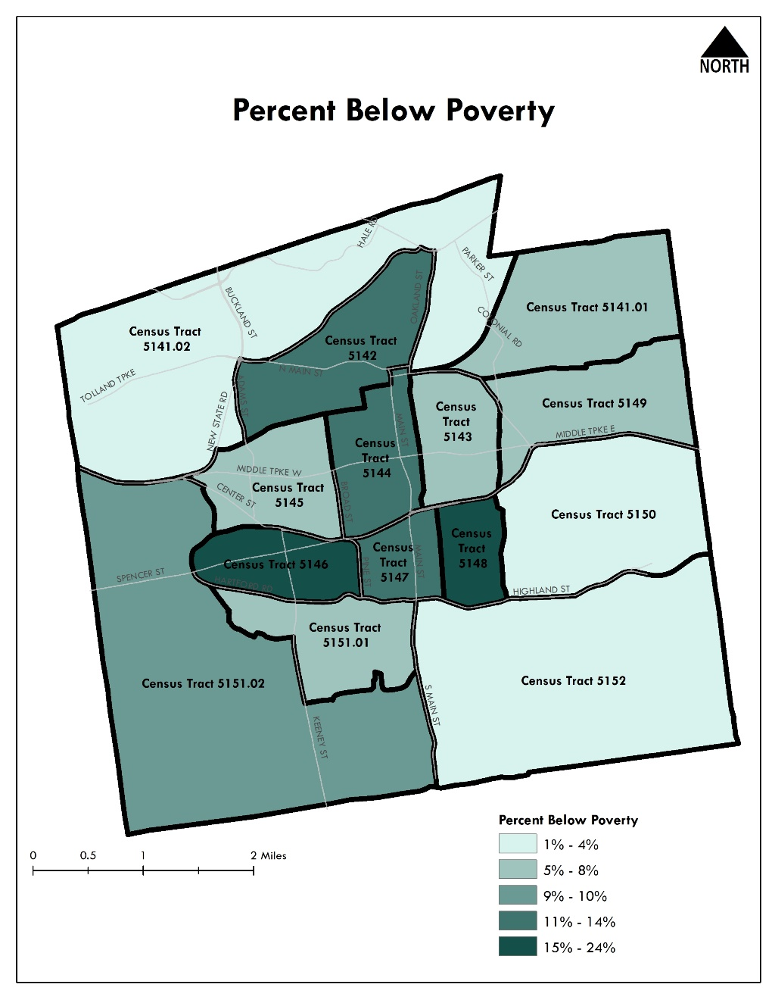 NORTH
Percent Below Poverty
HALE RD
PARKER ST
BUCKLAND ST
OAKLAND ST
COLONIAL RD
Census Tract 5141.01
Census Tract
5141.02
Census Tract
5142
N MAIN ST
TOLLAND TPKE
ADAMS ST
NEW STATE RD
MAIN ST
Census
Tract
5143
Census Tract 5149
MIDDLE TPKE E
Census
Tract
5144
MIDDLE TPKE W
CENTER ST
Census Tract
5145
BROAD ST
Census Tract 5150
Census
Tract
5148
Census
Tract
5147
MAIN ST
PINE ST
Census Tract 5146
SPENCER ST
HARTFORD RD
HIGHLAND ST
Census Tract
5151.01
Census Tract 5151.02
Census Tract 5152
S MAIN ST
KEENEY ST
Percent Below Poverty
1% - 4%
5% - 8%
9% - 10%
11% - 14%
15% - 24%
0 0.5 1 2 Miles